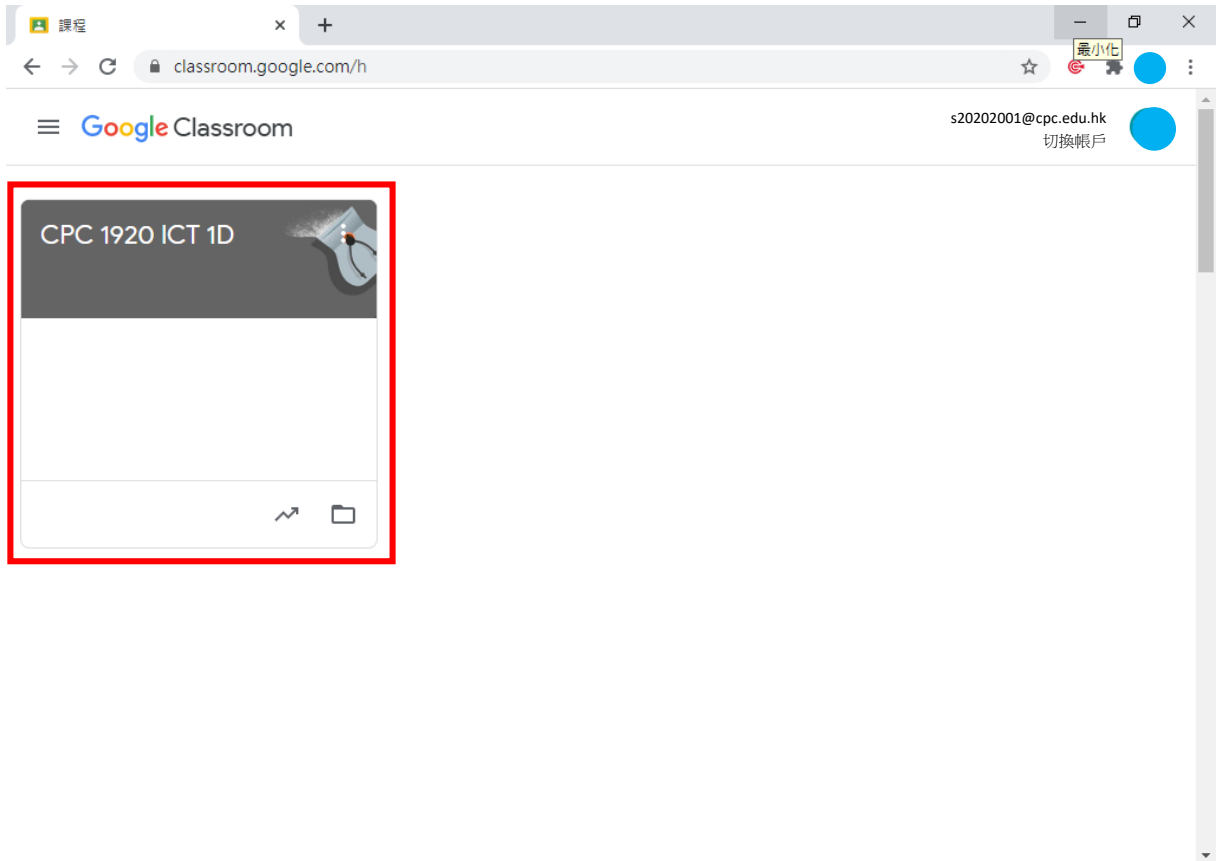 課程
最小化
classroom.google.com/h
Google Classroom
s20202001@cpc.edu.hk
切換帳戶
CPC 1920 ICT 1D